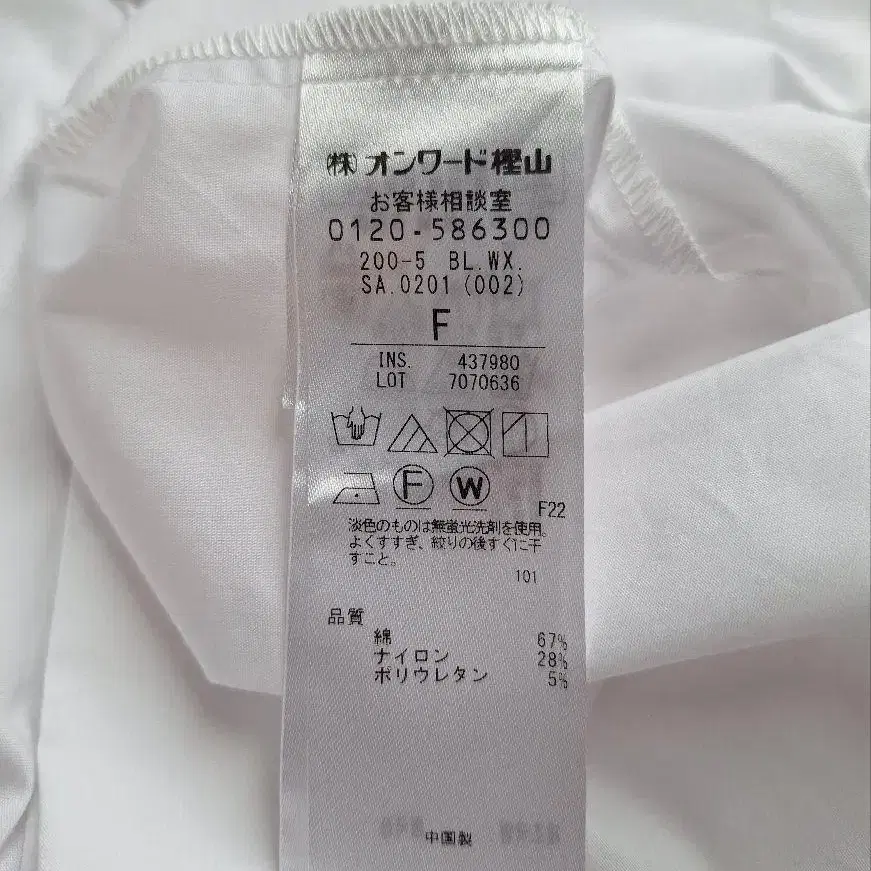 (株)オンワード樫山
お客様相談室
0120-586300
200-5 BL.WX.
SA.0201(002)
F
INS. 437980
LOT 7070636
F W
F22
淡色のものは無蛍光洗剤を使用。
よくすすぎ、絞りの後すぐに干
すこと。
101
品質
綿 67%
ナイロン 28%
ポリウレタン 5%
中国製